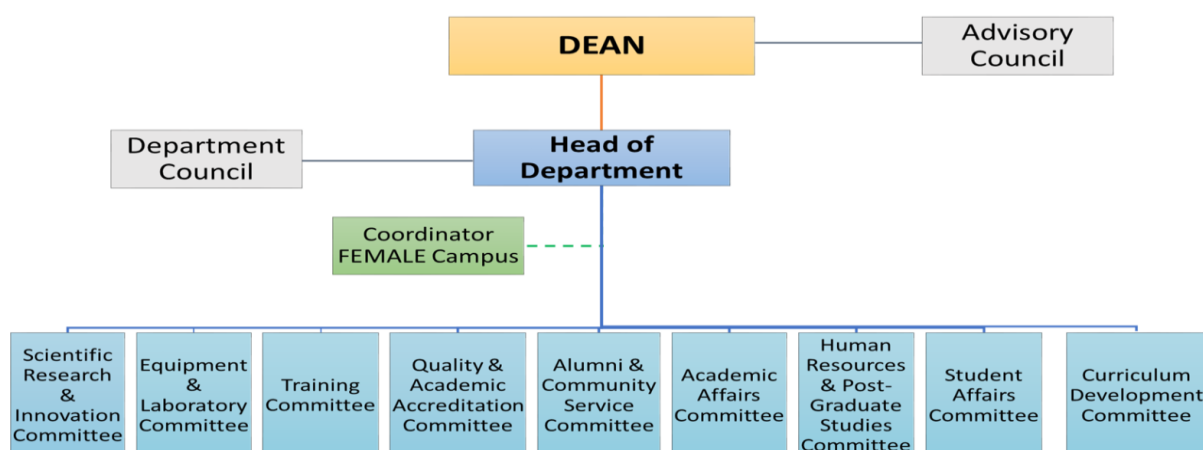 DEAN
Advisory
Council
Department
Council
Head of
Department
Coordinator
FEMALE Campus
Scientific
Research
&
Innovation
Committee
Equipment
&
Laboratory
Committee
Training
Committee
Quality &
Academic
Accreditation
Committee
Alumni &
Community
Service
Committee
Academic
Affairs
Committee
Human
Resources
& Post-
Graduate
Studies
Committee
Student
Affairs
Committee
Curriculum
Development
Committee